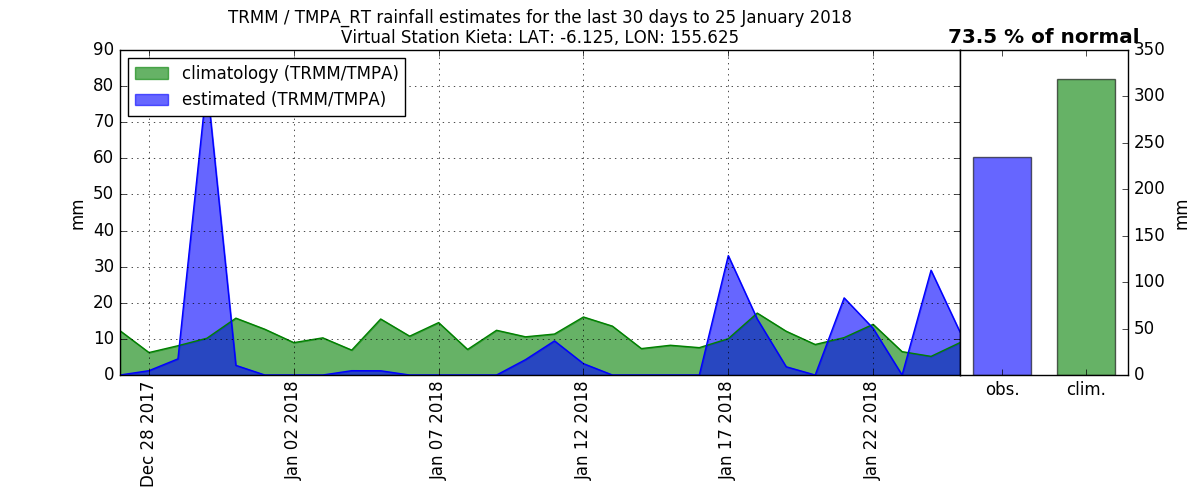 TRMM / TMPA_RT rainfall estimates for the last 30 days to 25 January 2018
Virtual Station Kieta: LAT: -6.125, LON: 155.625
73.5 % of normal
climatology (TRMM/TMPA)
estimated (TRMM/TMPA)
90
80
70
60
50
40
30
20
10
0
mm
Dec 28 2017
Jan 02 2018
Jan 07 2018
Jan 12 2018
Jan 17 2018
Jan 22 2018
obs.
clim.
350
300
250
200
150
100
50
0
mm